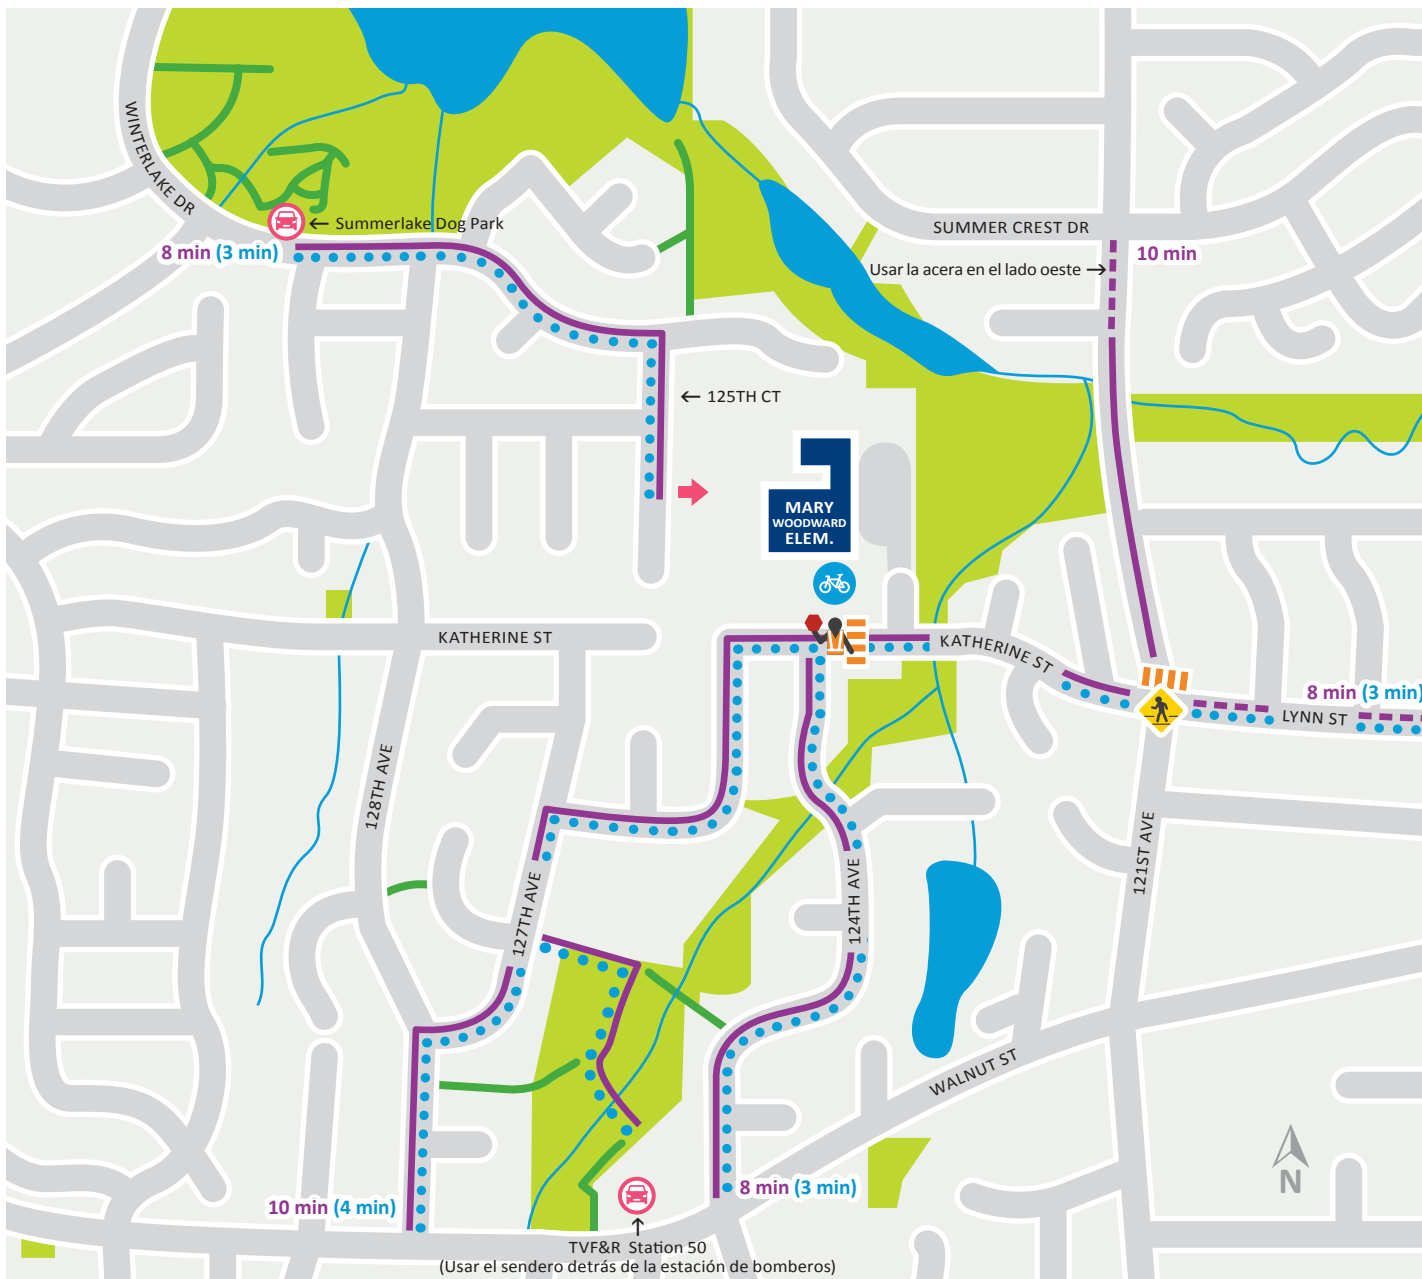 WINTERLAKE DR
← Summerlake Dog Park
8 min (3 min)
SUMMER CREST DR
10 min
Usar la acera en el lado oeste →
← 125TH CT
MARY
WOODWARD
ELEM.
KATHERINE ST
KATHERINE ST
8 min (3 min)
LYNN ST
128TH AVE
121ST AVE
127TH AVE
124TH AVE
WALNUT ST
N
10 min (4 min)
8 min (3 min)
TVF&R Station 50
(Usar el sendero detrás de la estación de bomberos)